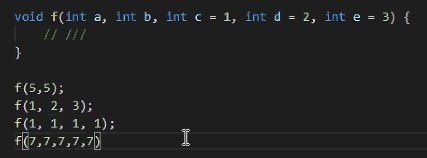 void f(int a, int b, int c = 1, int d = 2, int e = 3) {
    // ///
}

f(5,5);
f(1, 2, 3);
f(1, 1, 1, 1);
f(7,7,7,7,7)